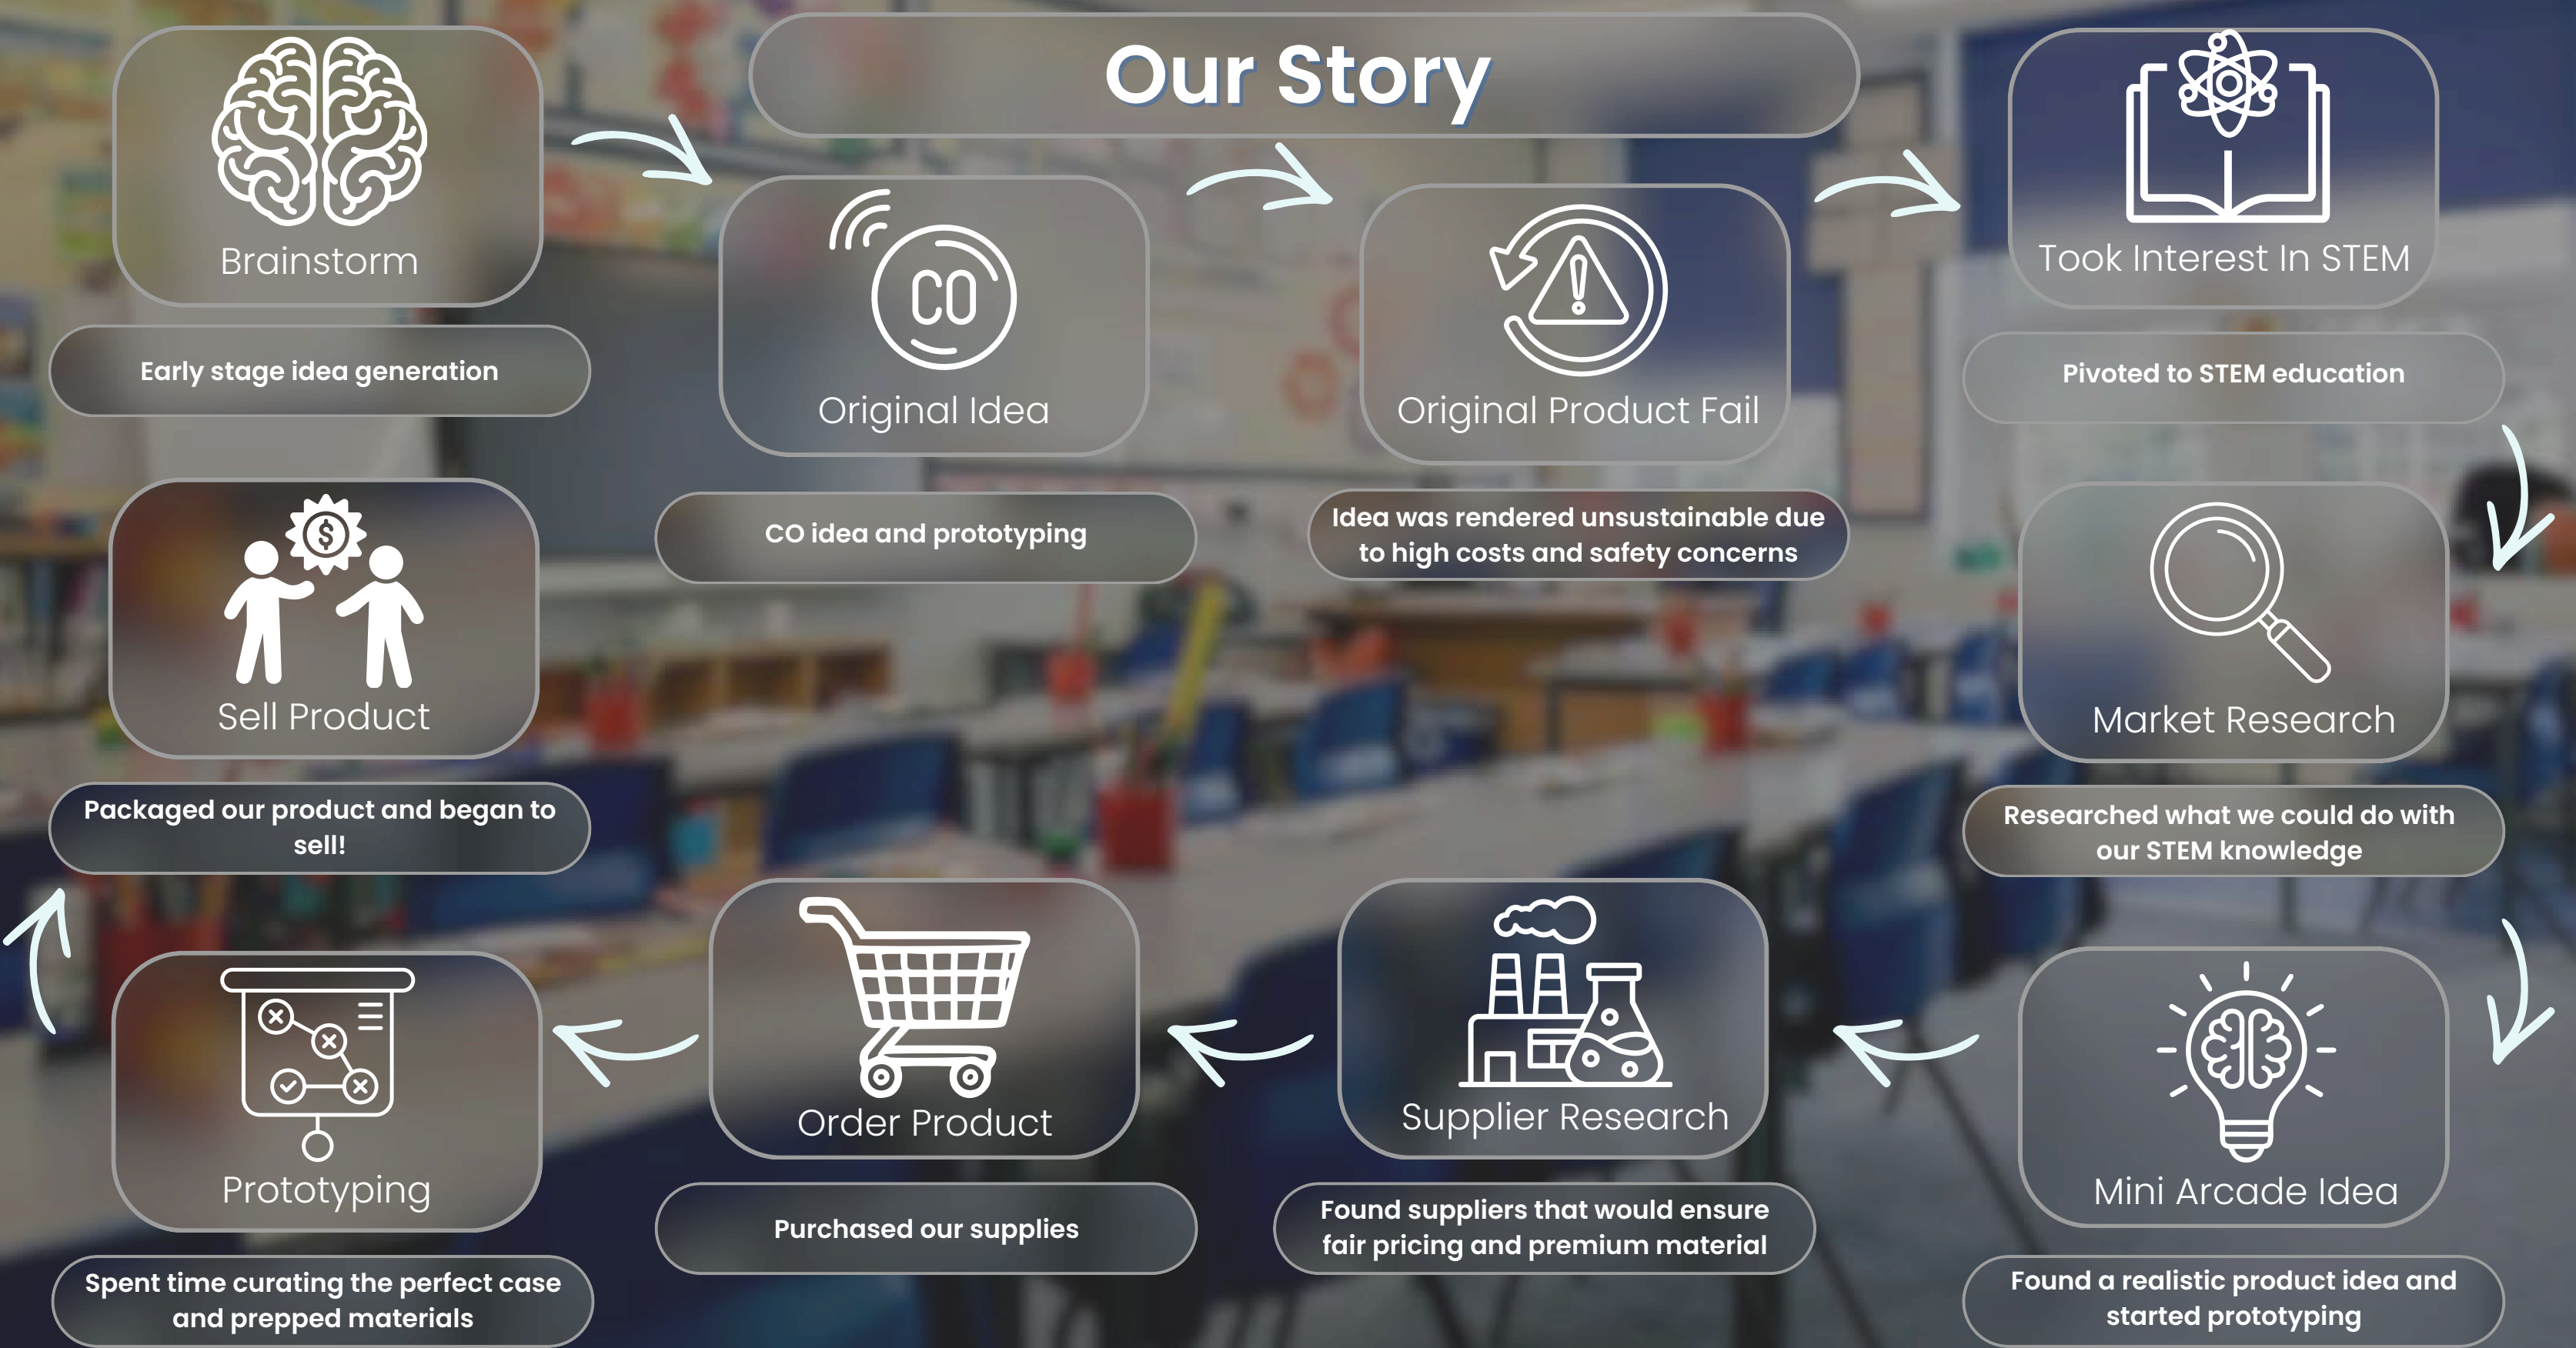 Our Story
Brainstorm
Early stage idea generation
CO
Original Idea
CO idea and prototyping
Original Product Fail
Idea was rendered unsustainable due
to high costs and safety concerns
Took Interest In STEM
Pivoted to STEM education
Market Research
Researched what we could do with
our STEM knowledge
Mini Arcade Idea
Found a realistic product idea and
started prototyping
Supplier Research
Found suppliers that would ensure
fair pricing and premium material
Order Product
Purchased our supplies
Prototyping
Spent time curating the perfect case
and prepped materials
$
Sell Product
Packaged our product and began to
sell!